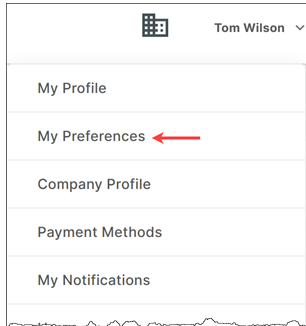 Tom Wilson
My Profile
My Preferences
Company Profile
Payment Methods
My Notifications